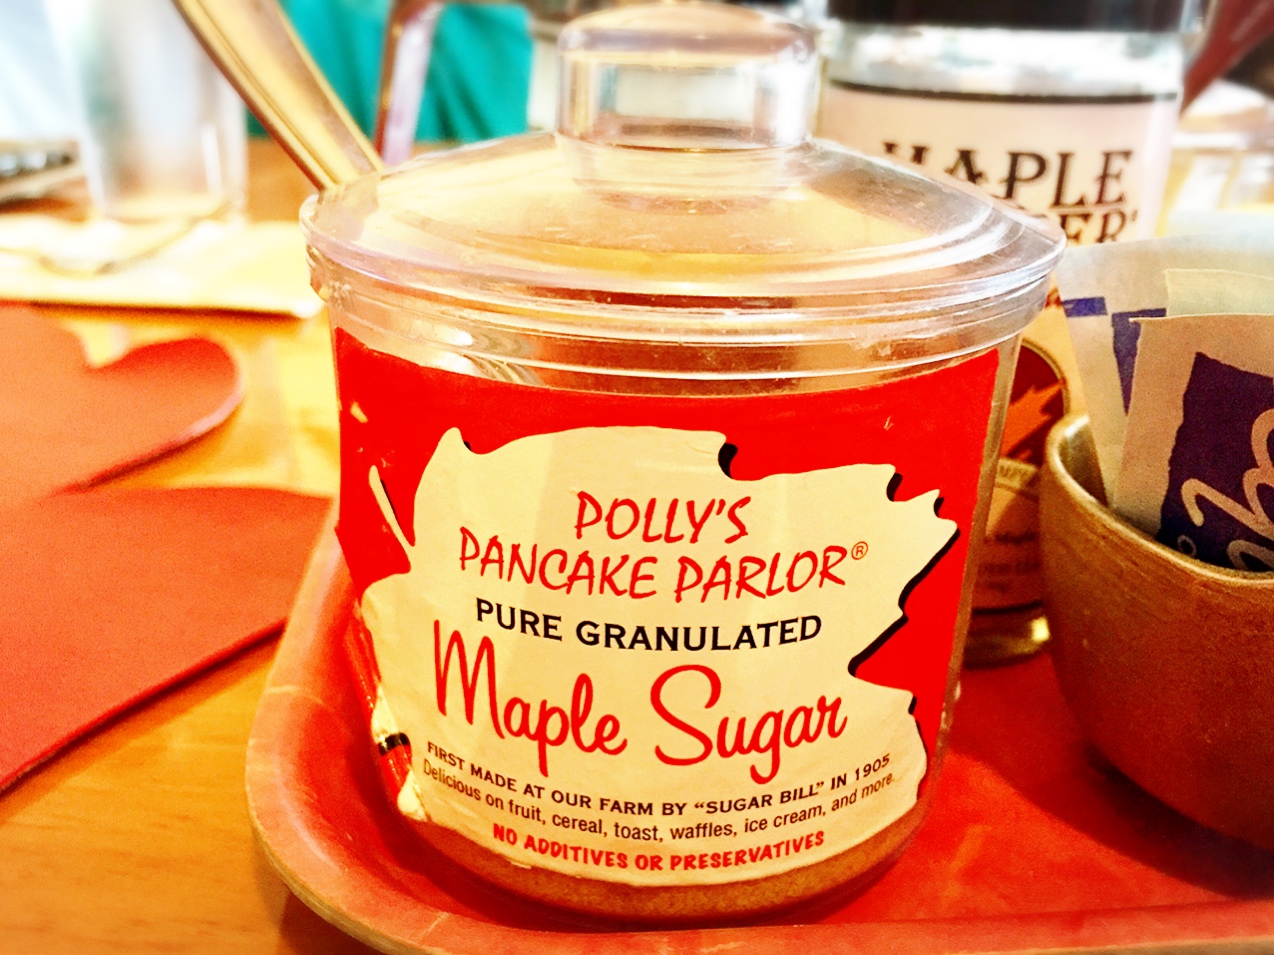 MAPLE
POLLY'S
PANCAKE PARLOR®
PURE GRANULATED
Maple Sugar
FIRST MADE AT OUR FARM BY “SUGAR BILL” IN 1905
Delicious on fruit, cereal, toast, waffles, ice cream, and more.
NO ADDITIVES OR PRESERVATIVES